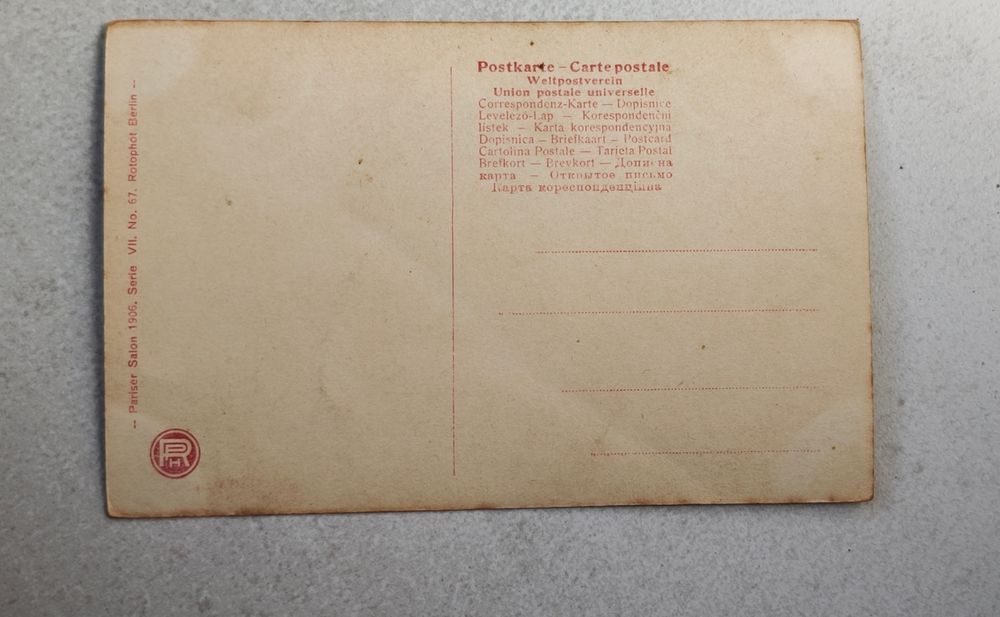 Postkarte – Carte postale
Weltpostverein
Union postale universelle
Correspondenz-Karte — Dopisnice
Levelező-Lap — Korespondenční
listek — Karta korespondencyjna
Dopisnica — Briefkaart — Postcard
Cartolina Postale — Tarjeta Postal
Brefkort — Brevkort — Дописна
карта — Открытое письмо
Карта кореспонденційна
-- Pariser Salon 1906. Serie VII. No. 67. Rotophot Berlin --
RPH